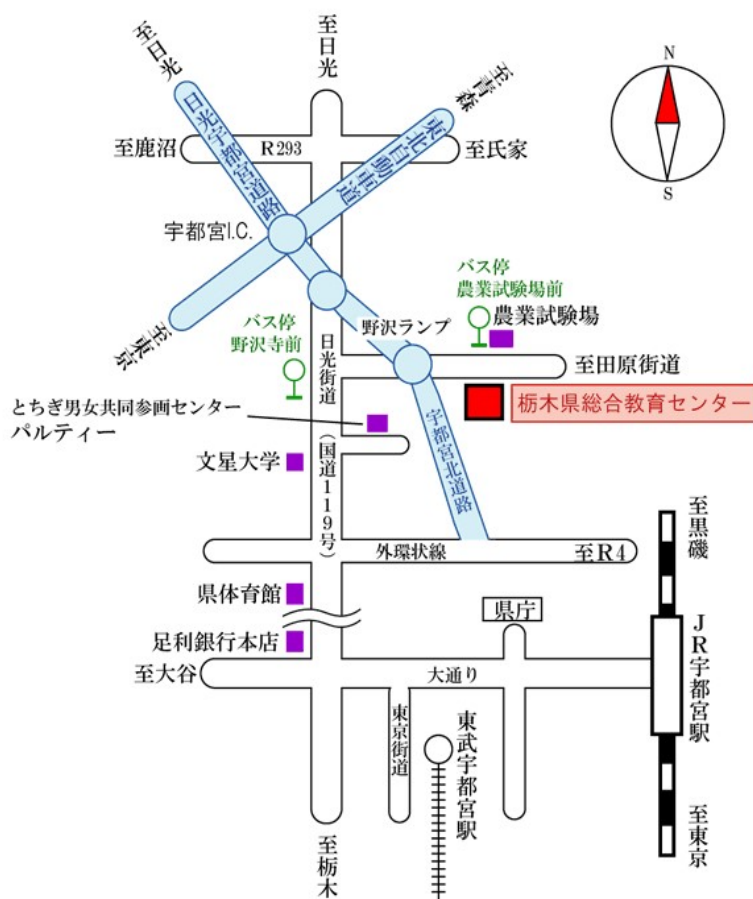 至日光
至日光
至青森
N
S
日光宇都宮道路
東北自動車道
至鹿沼
R293
至氏家
宇都宮I.C.
至東京
バス停
農業試験場前
農業試験場
バス停
野沢寺前
野沢ランプ
日光街道
(国道119号)
至田原街道
栃木県総合教育センター
とちぎ男女共同参画センター
パルティー
文星大学
宇都宮北道路
外環状線
至R4
至黒磯
県体育館
県庁
足利銀行本店
至大谷
大通り
JR宇都宮駅
東京街道
東武宇都宮駅
至東京
至栃木